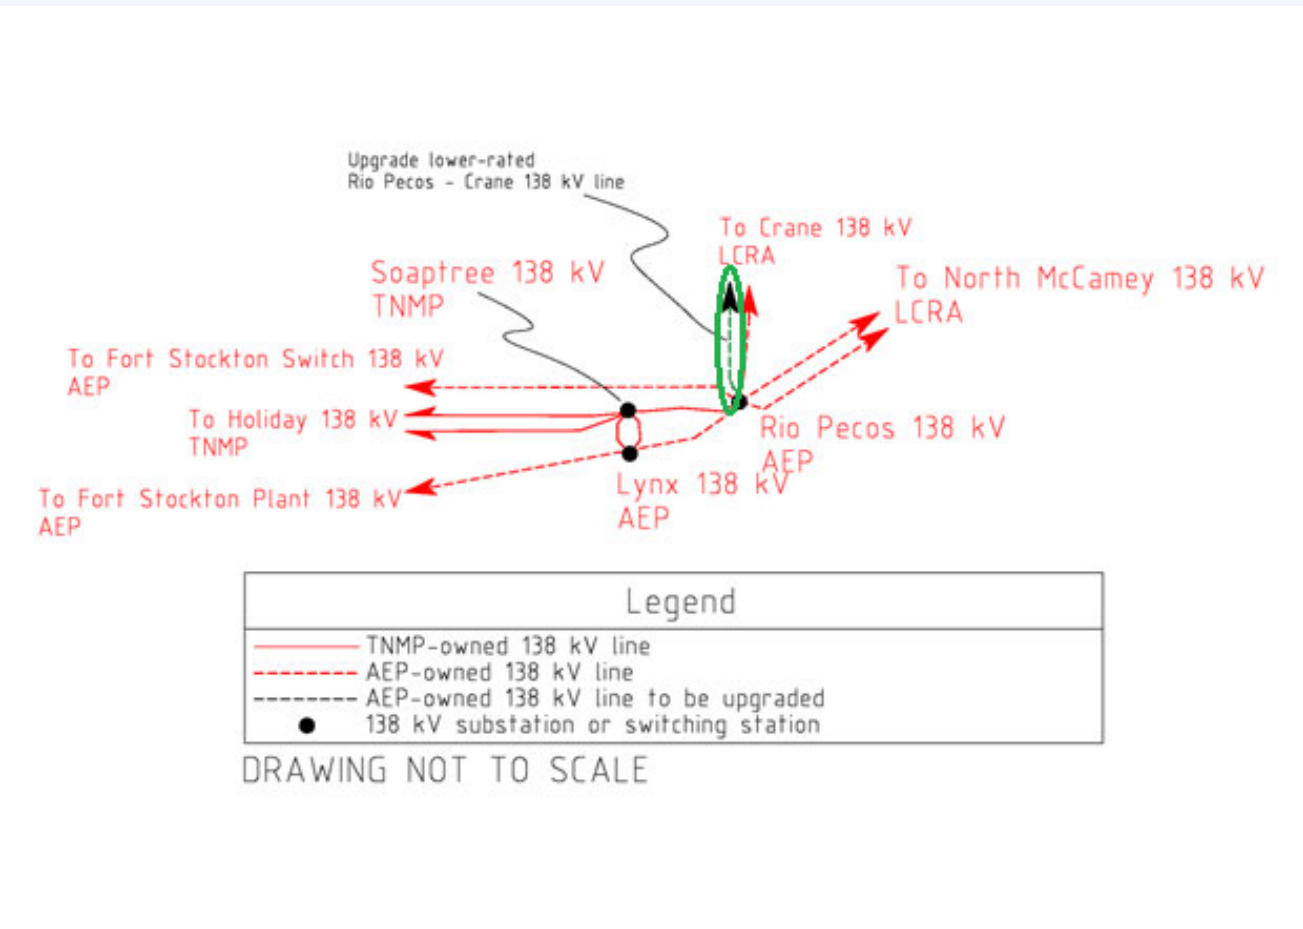 Upgrade lower-rated
Rio Pecos - Crane 138 kV line
To Crane 138 kV
LCRA
Soaptree 138 kV
TNMP
To North McCamey 138 kV
LCRA
To Fort Stockton Switch 138 kV
AEP
To Holiday 138 kV
TNMP
Rio Pecos 138 kV
AEP
Lynx 138 kV
AEP
To Fort Stockton Plant 138 kV
AEP
Legend
TNMP-owned 138 kV line
AEP-owned 138 kV line
AEP-owned 138 kV line to be upgraded
138 kV substation or switching station
DRAWING NOT TO SCALE